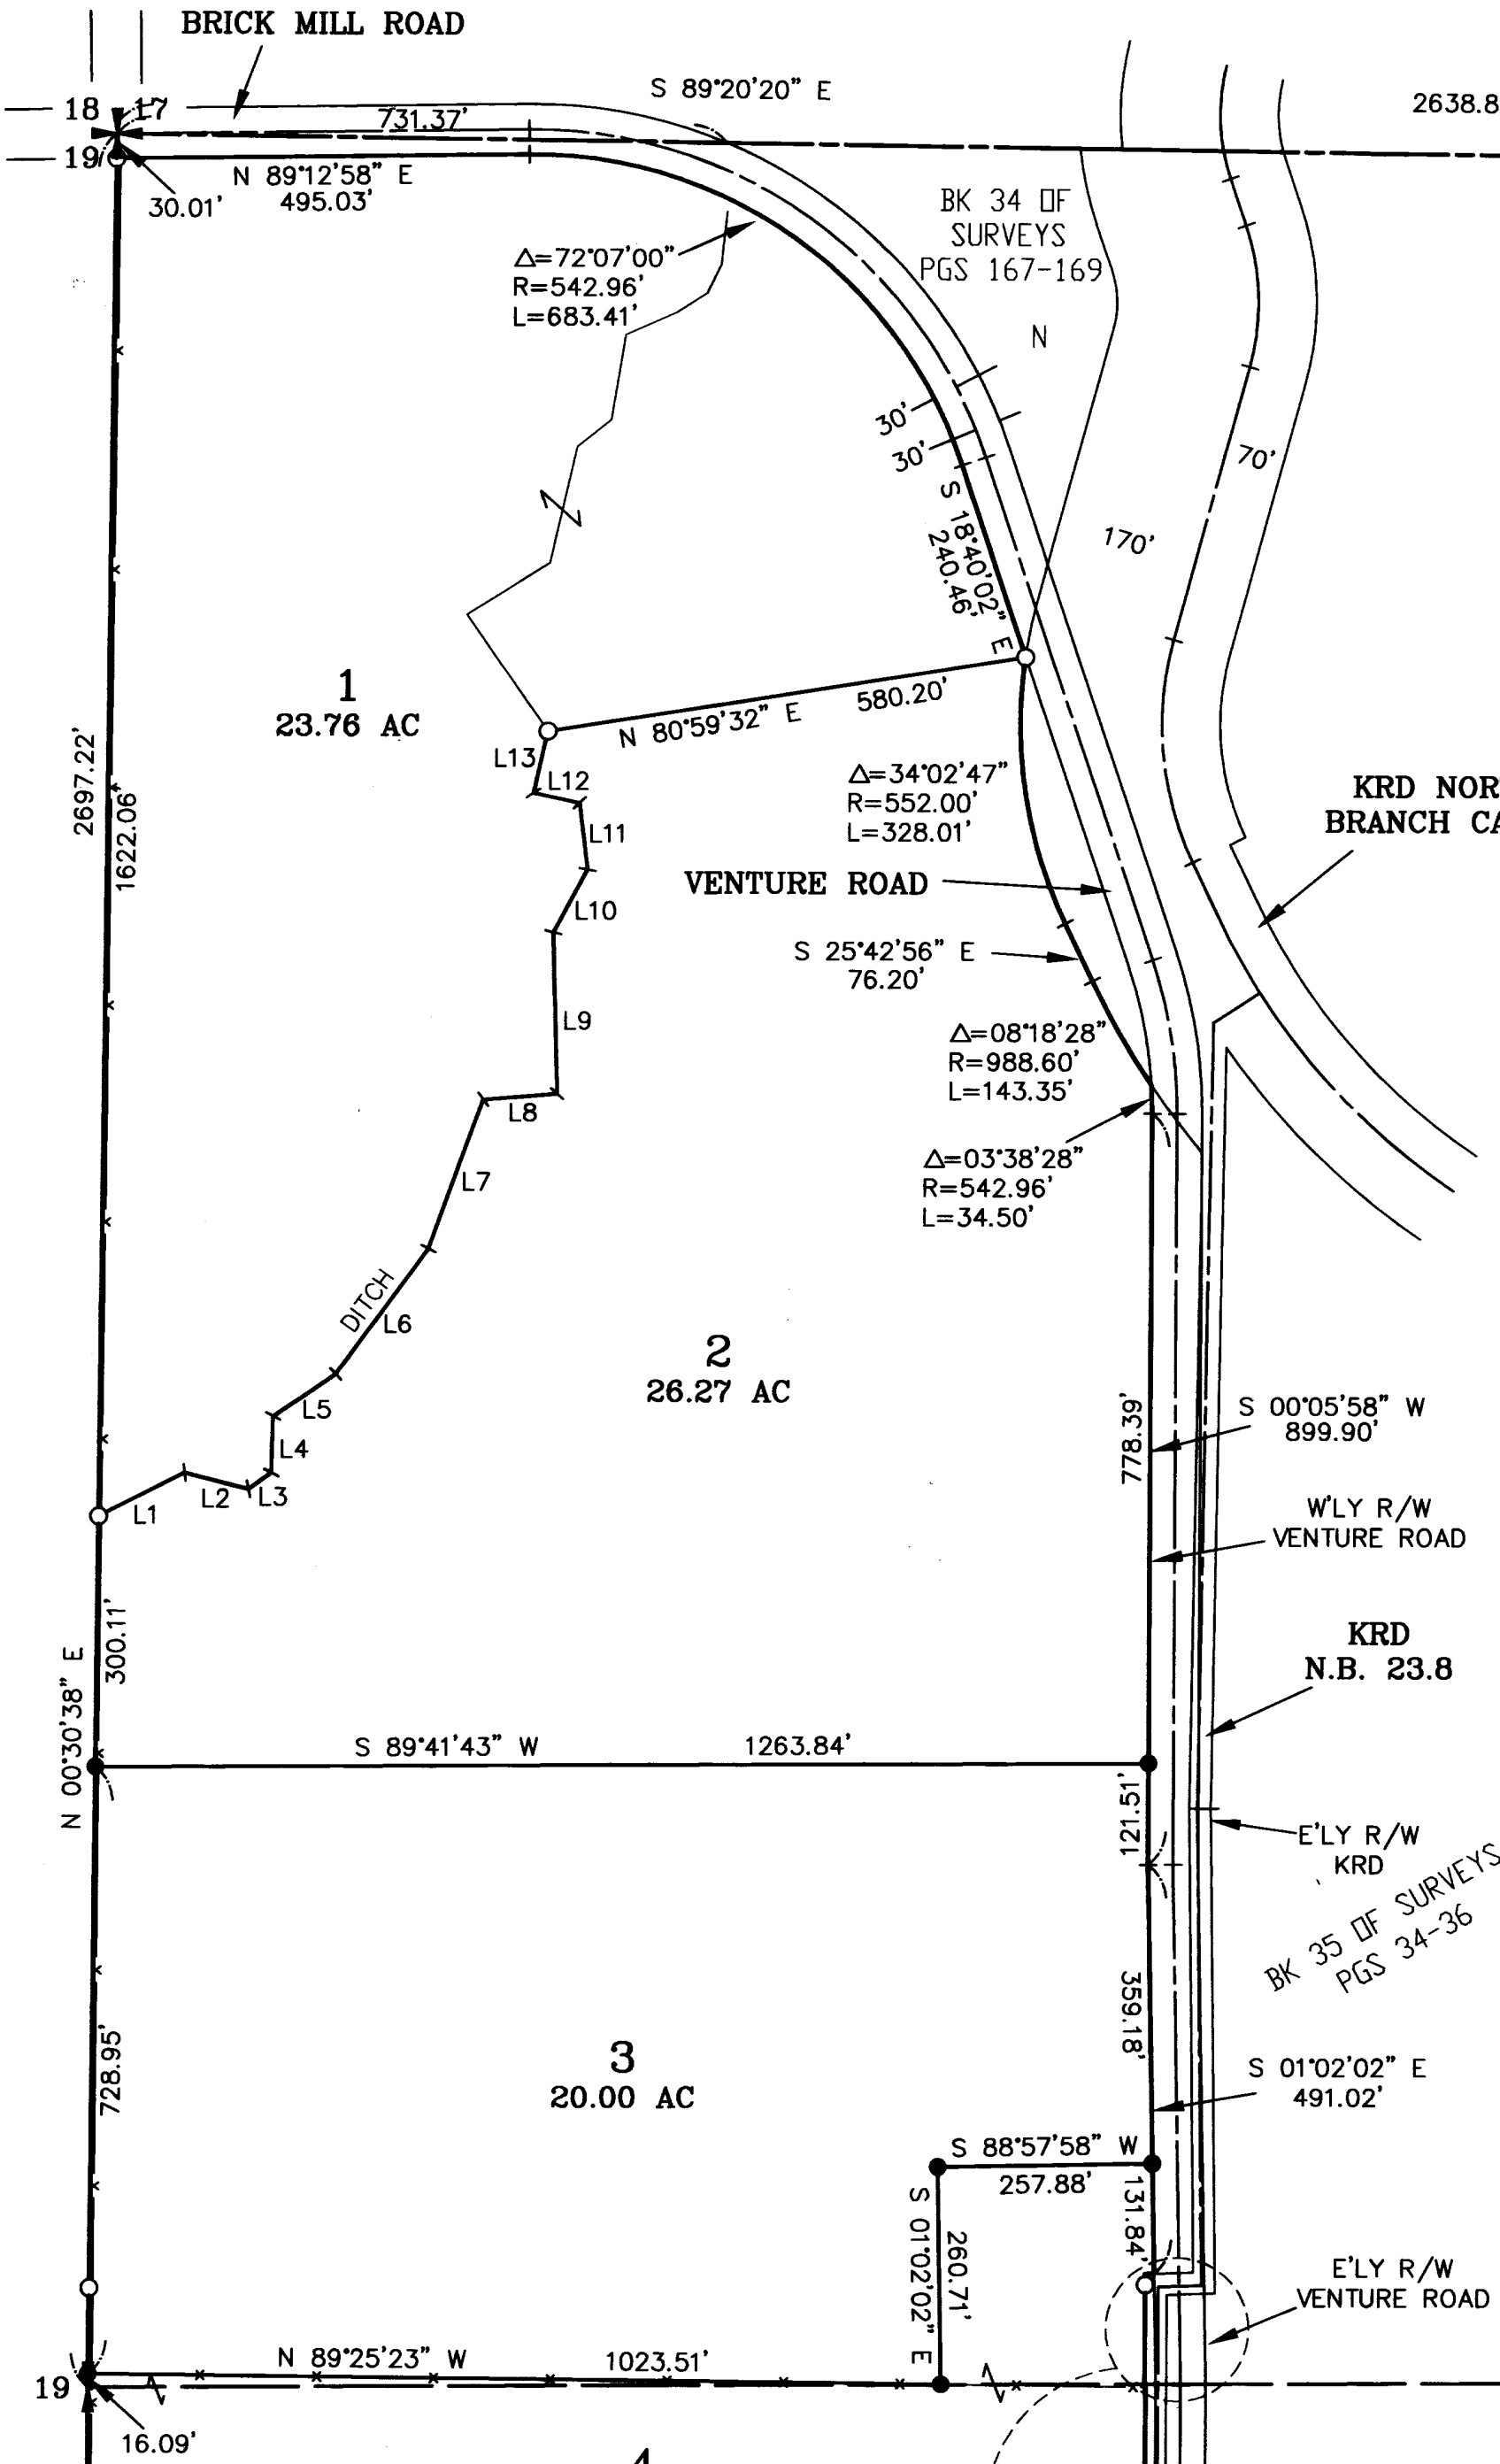 BRICK MILL ROAD
S 89°20'20" E
2638.8
18 17
731.37'
19
N 89°12'58" E
495.03'
30.01'
BK 34 OF
SURVEYS
PGS 167-169
Δ=72°07'00"
R=542.96'
L=683.41'
N
30'
30'
70'
170'
S 18°40'02" E
240.46'
1
23.76 AC
N 80°59'32" E 580.20'
2697.22'
1622.06'
L13
L12
L11
L10
Δ=34°02'47"
R=552.00'
L=328.01'
KRD NOR
BRANCH CA
VENTURE ROAD
S 25°42'56" E
76.20'
L9
Δ=08°18'28"
R=988.60'
L=143.35'
L8
L7
Δ=03°38'28"
R=542.96'
L=34.50'
DITCH
L6
2
26.27 AC
L5
L4
L3
L2
L1
778.39'
S 00°05'58" W
899.90'
W'LY R/W
VENTURE ROAD
300.11'
N 00°30'38" E
KRD
N.B. 23.8
S 89°41'43" W 1263.84'
121.51'
E'LY R/W
KRD
BK 35 OF SURVEYS
PGS 34-36
728.95'
359.18'
3
20.00 AC
S 01°02'02" E
491.02'
S 88°57'58" W
257.88'
131.84'
S 01°02'02" E
260.71'
E'LY R/W
VENTURE ROAD
N 89°25'23" W 1023.51'
19
16.09'